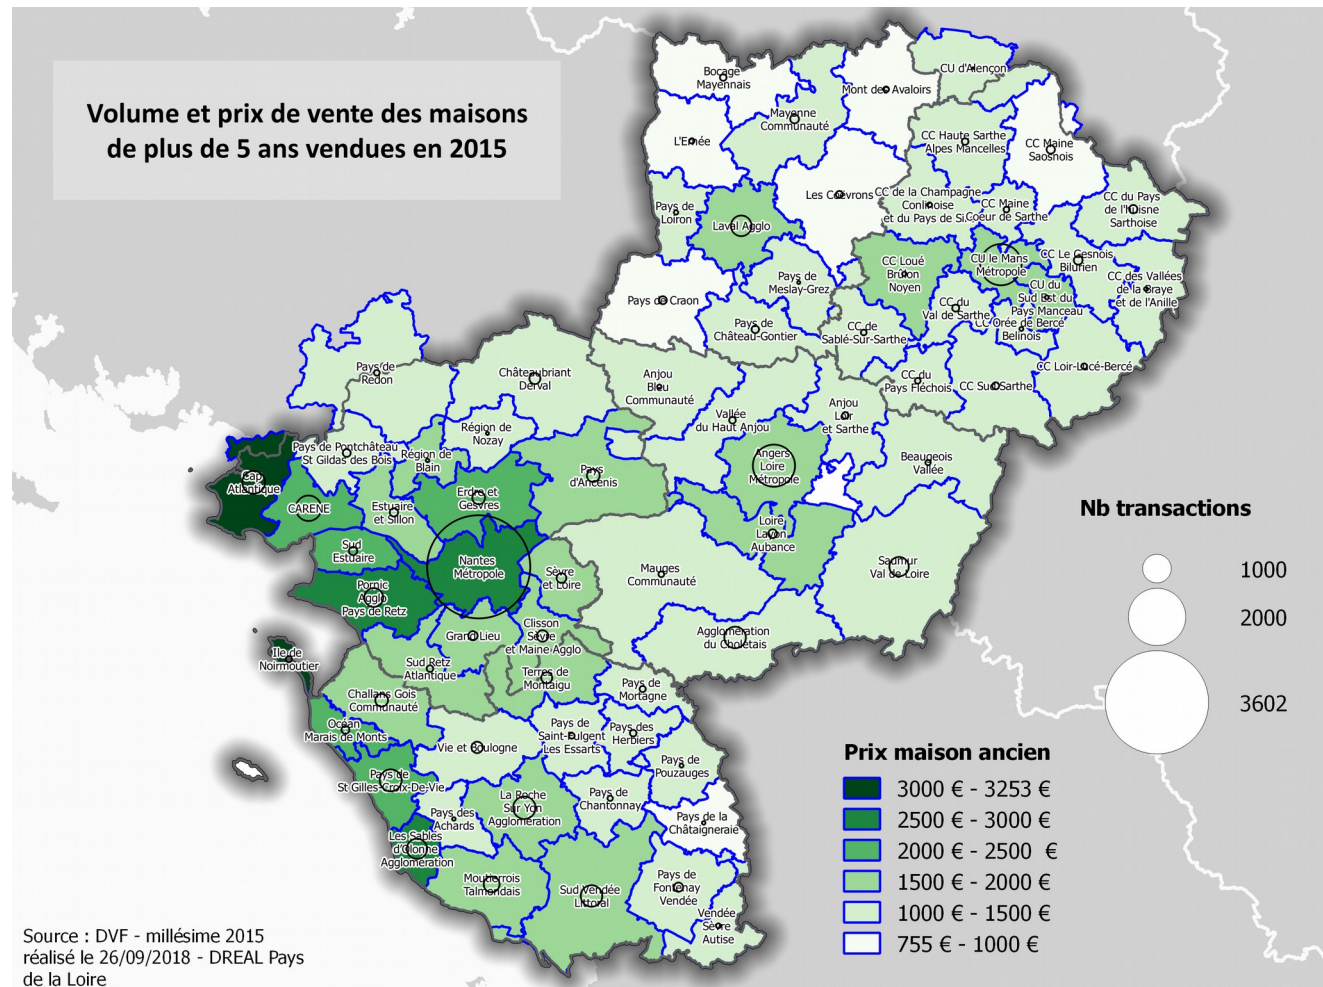 Volume et prix de vente des maisons
de plus de 5 ans vendues en 2015
Bocage
Mayennais
Mont des Avaloirs
CU d'Alençon
Mayenne
Communauté
L'Ernée
CC Haute Sarthe
Alpes Mancelles
CC Maine
Saosnois
Les Coëvrons
CC de la Champagne
Conlinoise
et du Pays de Si
CC Maine
Coeur de Sarthe
CC du Pays
de l'Huisne
Sarthoise
Pays de
Loiron
Laval Agglo
CC Loué
Brûlon
Noyen
CU le Mans
Métropole
CC Le Gesnois
Bilurien
CC des Vallées
de la Braye
et de l'Anille
CU du
Sud Est du
Pays Manceau
Pays de
Meslay-Grez
Pays de Craon
CC du
Val de Sarthe
CC Orée de Bercé
Belinois
Pays de
Château-Gontier
CC de
Sablé-Sur-Sarthe
CC Loir-Lucé-Bercé
CC du
Pays Fléchois
CC Sud Sarthe
Pays de
Redon
Châteaubriant
Derval
Anjou
Bleu
Communauté
Vallée
du Haut Anjou
Anjou
Loir
et Sarthe
Région de
Nozay
Pays de Pontchâteau
St Gildas des Bois
Région de
Blain
Angers
Loire
Métropole
Beaugeois
Vallée
Cap
Atlantique
Pays
d'Ancenis
CARENE
Estuaire
et Sillon
Erdre et
Gesvres
Loire
Layon
Aubance
Sud
Estuaire
Nantes
Métropole
Sèvre
et Loire
Mauges
Communauté
Saumur
Val de Loire
Pornic
Agglo
Pays de Retz
Grand Lieu
Clisson
Sèvre
et Maine Agglo
Agglomération
du Choletais
Ile de
Noirmoutier
Sud Retz
Atlantique
Terres de
Montaigu
Pays de
Mortagne
Challans Gois
Communauté
Océan
Marais de Monts
Vie et Boulogne
Pays de
Saint-Fulgent
Les Essarts
Pays des
Herbiers
Pays de
Pouzauges
Pays de
St Gilles-Croix-De-Vie
La Roche
Sur Yon
Agglomération
Pays de
Chantonnay
Pays des
Achards
Pays de la
Châtaigneraie
Les Sables
d'Olonne
Agglomération
Moutierrois
Talmondais
Sud Vendée
Littoral
Pays de
Fontenay
Vendée
Vendée
Sèvre
Autise
Nb transactions
1000
2000
3602
Prix maison ancien
3000 € - 3253 €
2500 € - 3000 €
2000 € - 2500 €
1500 € - 2000 €
1000 € - 1500 €
755 € - 1000 €
Source : DVF - millésime 2015
réalisé le 26/09/2018 - DREAL Pays
de la Loire